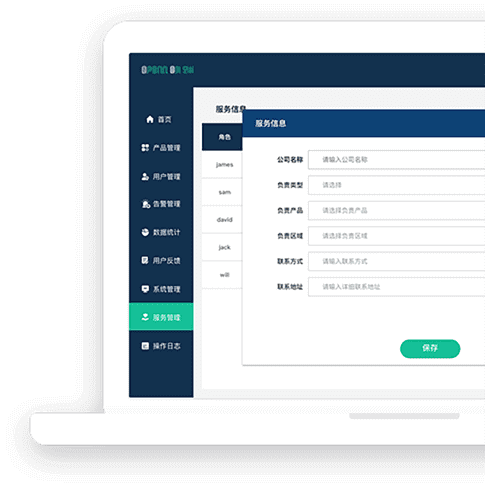 首页
产品管理
用户管理
告警管理
数据统计
用户反馈
系统管理
服务管理
操作日志
服务信息
角色
james
sam
david
jack
will
服务信息
公司名称 请输入公司名称
负责类型 请选择
负责产品 请选择负责产品
负责区域 请选择负责区域
联系方式 请输入联系方式
联系地址 请输入详细联系地址
保存